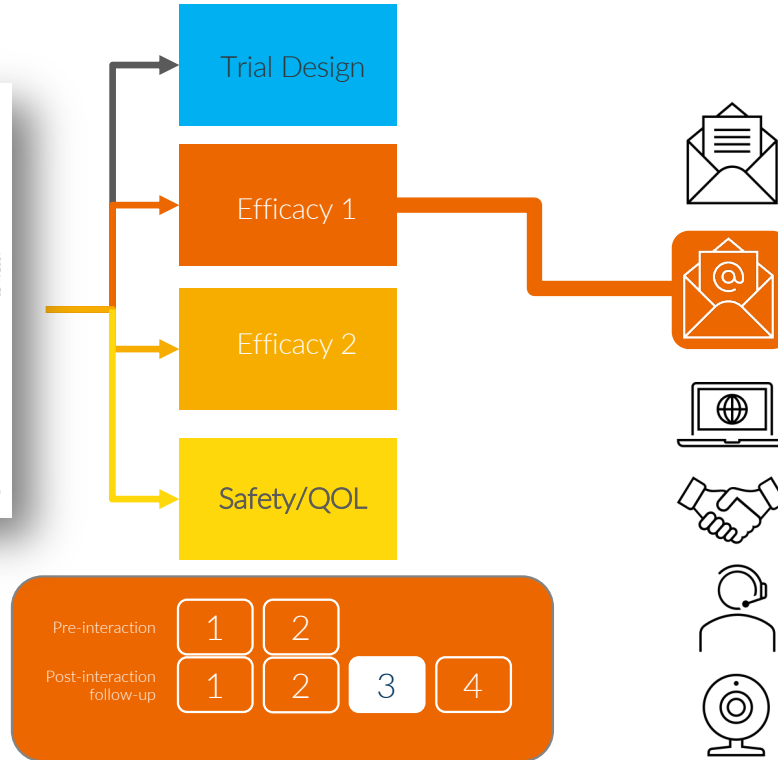 Trial Design
Efficacy 1
@
Efficacy 2
Safety/QOL
Pre-interaction
1 2
Post-interaction
follow-up
1 2 3 4